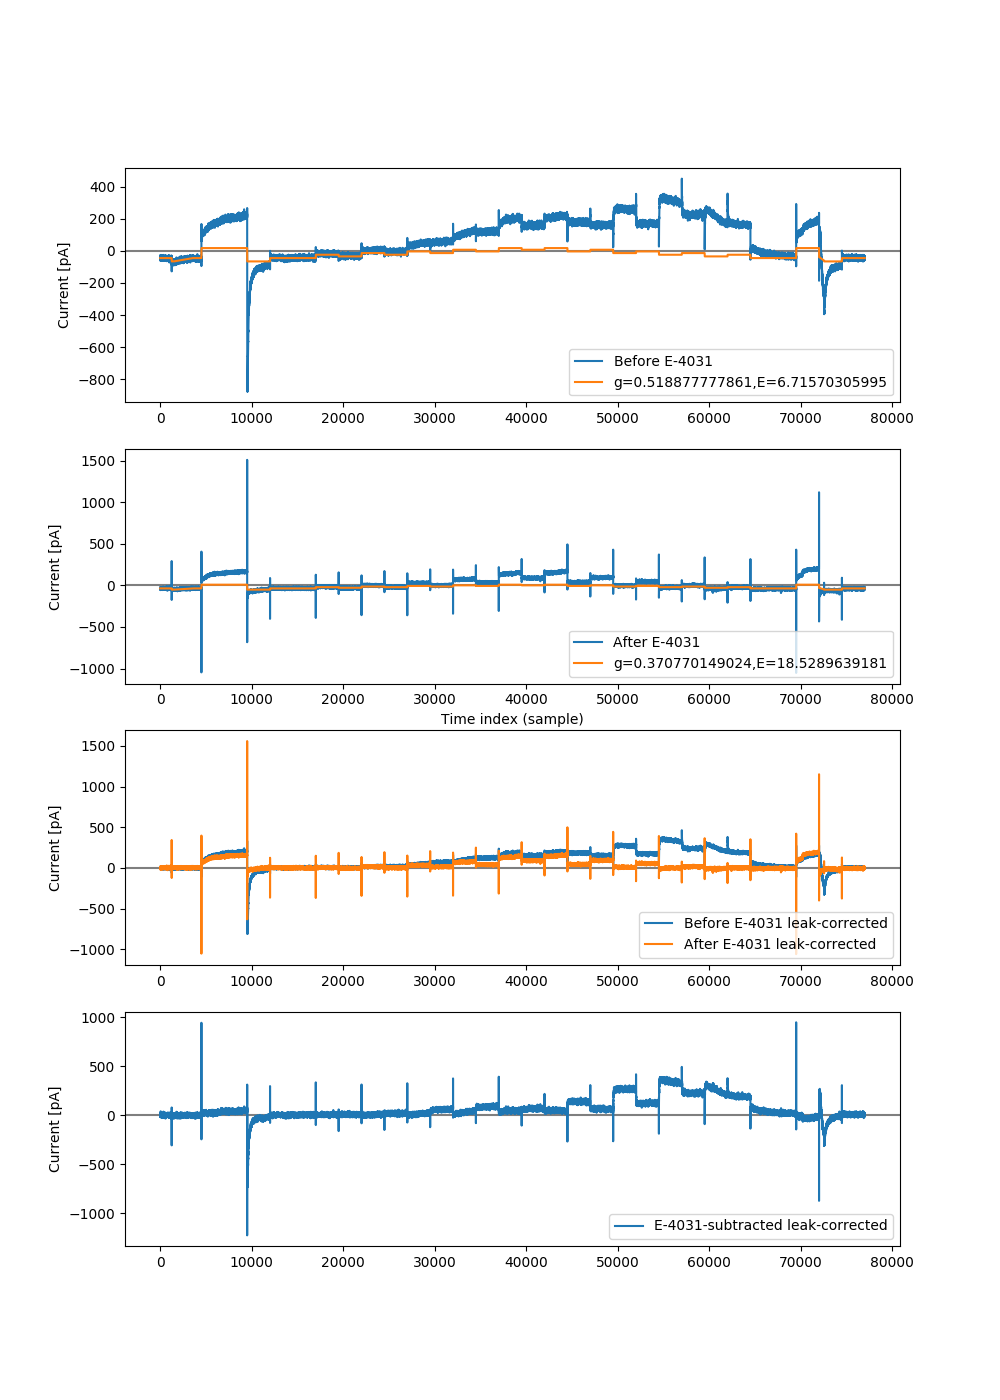 400
200
0
−200
−400
−600
−800
Current [pA]
Before E-4031
g=0.518877777861,E=6.71570305995
0 10000 20000 30000 40000 50000 60000 70000 80000
1500
1000
500
0
−500
−1000
Current [pA]
After E-4031
g=0.370770149024,E=18.5289639181
0 10000 20000 30000 40000 50000 60000 70000 80000
Time index (sample)
1500
1000
500
0
−500
−1000
Current [pA]
Before E-4031 leak-corrected
After E-4031 leak-corrected
0 10000 20000 30000 40000 50000 60000 70000 80000
1000
500
0
−500
−1000
Current [pA]
E-4031-subtracted leak-corrected
0 10000 20000 30000 40000 50000 60000 70000 80000